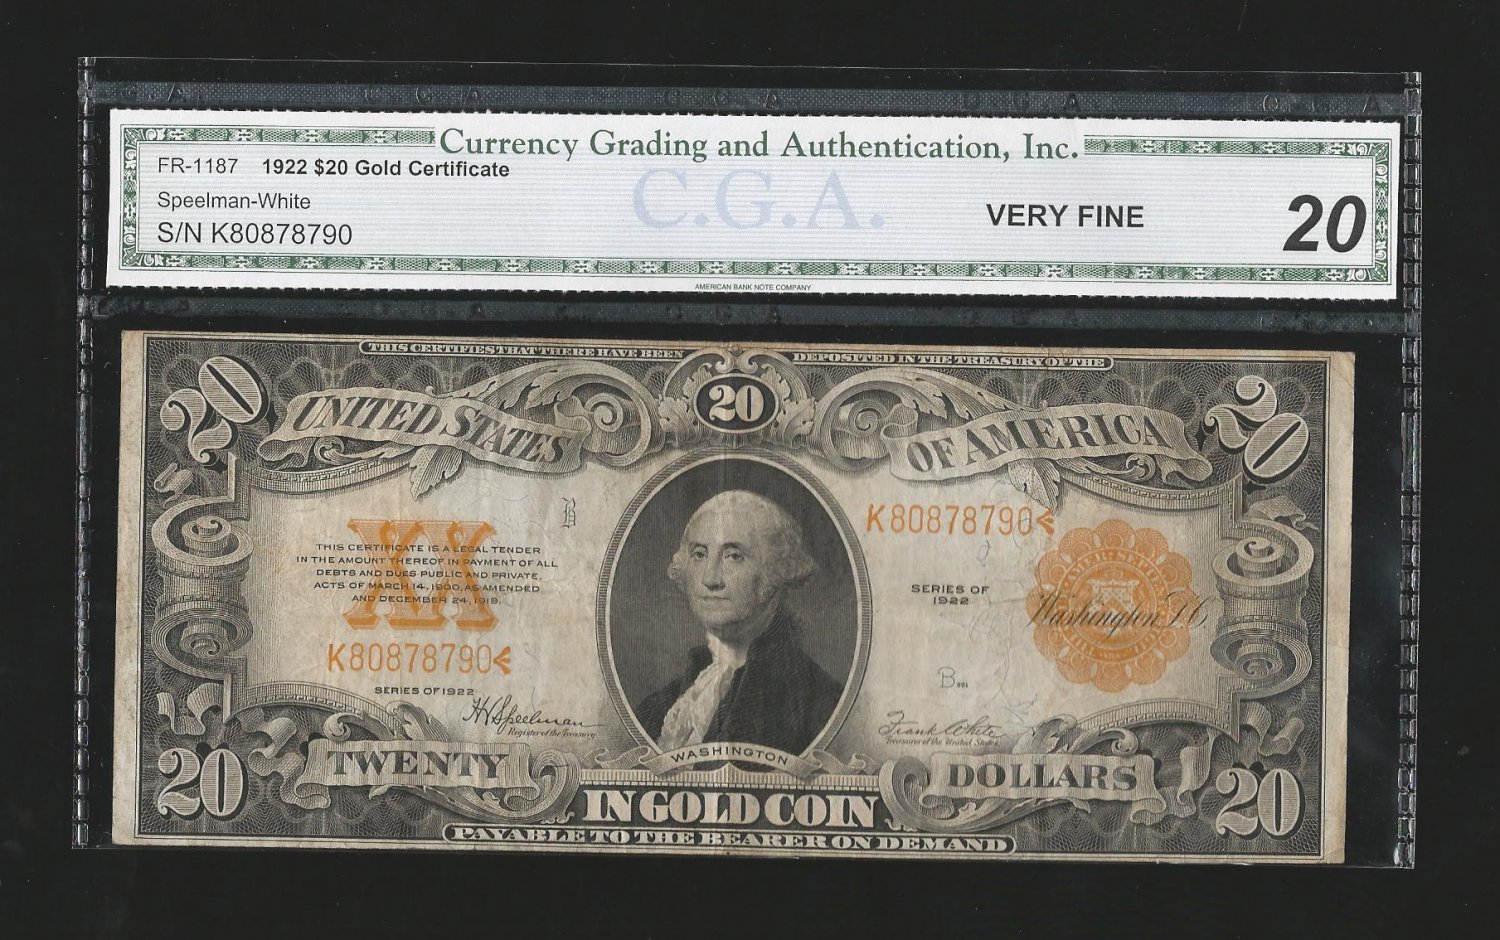 Currency Grading and Authentication, Inc.
FR-1187 1922 $20 Gold Certificate
Speelman-White
S/N K80878790
C.G.A.
VERY FINE
20
AMERICAN BANK NOTE COMPANY
THIS CERTIFIES THAT THERE HAVE BEEN DEPOSITED IN THE TREASURY OF THE
20
20
20
UNITED STATES
OF AMERICA
B
K80878790
XX
THIS CERTIFICATE IS A LEGAL TENDER
IN THE AMOUNT THEREOF IN PAYMENT OF ALL
DEBTS AND DUES PUBLIC AND PRIVATE.
ACTS OF MARCH 14, 1900, AS AMENDED
AND DECEMBER 24, 1919.
SERIES OF
1922
Washington, D.C.
K80878790
SERIES OF 1922
B
H V Speelman
Register of the Treasury
Frank White
Treasurer of the United States
WASHINGTON
20
TWENTY
DOLLARS
20
IN GOLD COIN
PAYABLE TO THE BEARER ON DEMAND